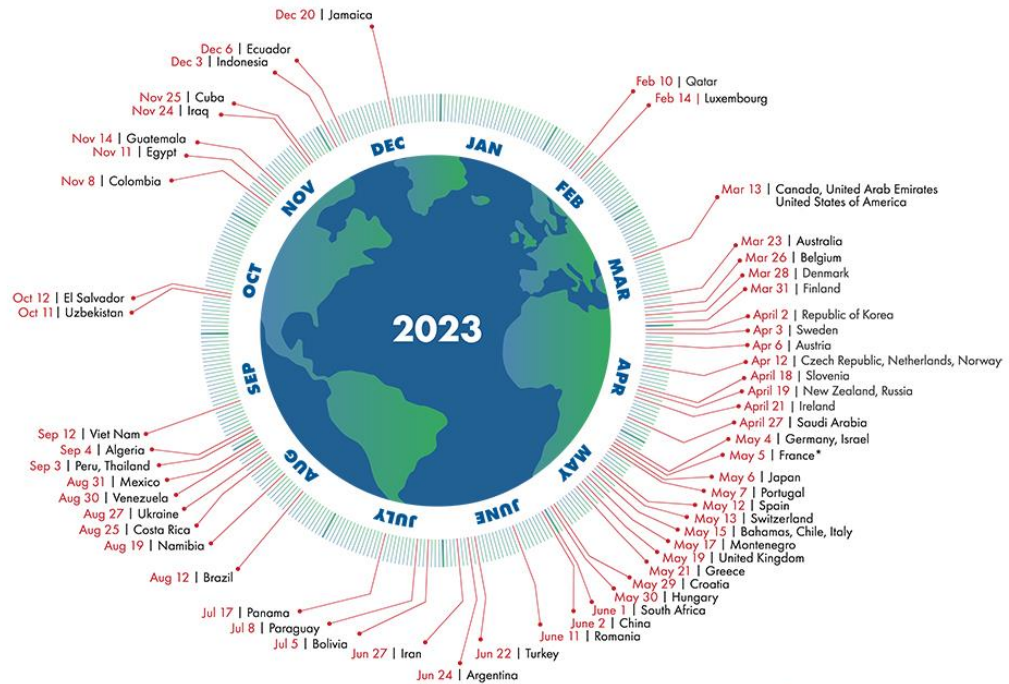 Dec 20 | Jamaica
Dec 6 | Ecuador
Dec 3 | Indonesia
Nov 25 | Cuba
Nov 24 | Iraq
Nov 14 | Guatemala
Nov 11 | Egypt
Nov 8 | Colombia
Oct 12 | El Salvador
Oct 11 | Uzbekistan
Sep 12 | Viet Nam
Sep 4 | Algeria
Sep 3 | Peru, Thailand
Aug 31 | Mexico
Aug 30 | Venezuela
Aug 27 | Ukraine
Aug 25 | Costa Rica
Aug 19 | Namibia
Aug 12 | Brazil
Jul 17 | Panama
Jul 8 | Paraguay
Jul 5 | Bolivia
Jun 27 | Iran
Jun 24 | Argentina
Jun 22 | Turkey
JAN
FEB
MAR
APR
MAY
JUNE
JULY
AUG
SEP
OCT
NOV
DEC
2023
Feb 10 | Qatar
Feb 14 | Luxembourg
Mar 13 | Canada, United Arab Emirates
United States of America
Mar 23 | Australia
Mar 26 | Belgium
Mar 28 | Denmark
Mar 31 | Finland
April 2 | Republic of Korea
Apr 3 | Sweden
Apr 6 | Austria
Apr 12 | Czech Republic, Netherlands, Norway
April 18 | Slovenia
April 19 | New Zealand, Russia
April 21 | Ireland
April 27 | Saudi Arabia
May 4 | Germany, Israel
May 5 | France*
May 6 | Japan
May 7 | Portugal
May 12 | Spain
May 13 | Switzerland
May 15 | Bahamas, Chile, Italy
May 17 | Montenegro
May 19 | United Kingdom
May 21 | Greece
May 29 | Croatia
May 30 | Hungary
June 1 | South Africa
June 2 | China
June 11 | Romania